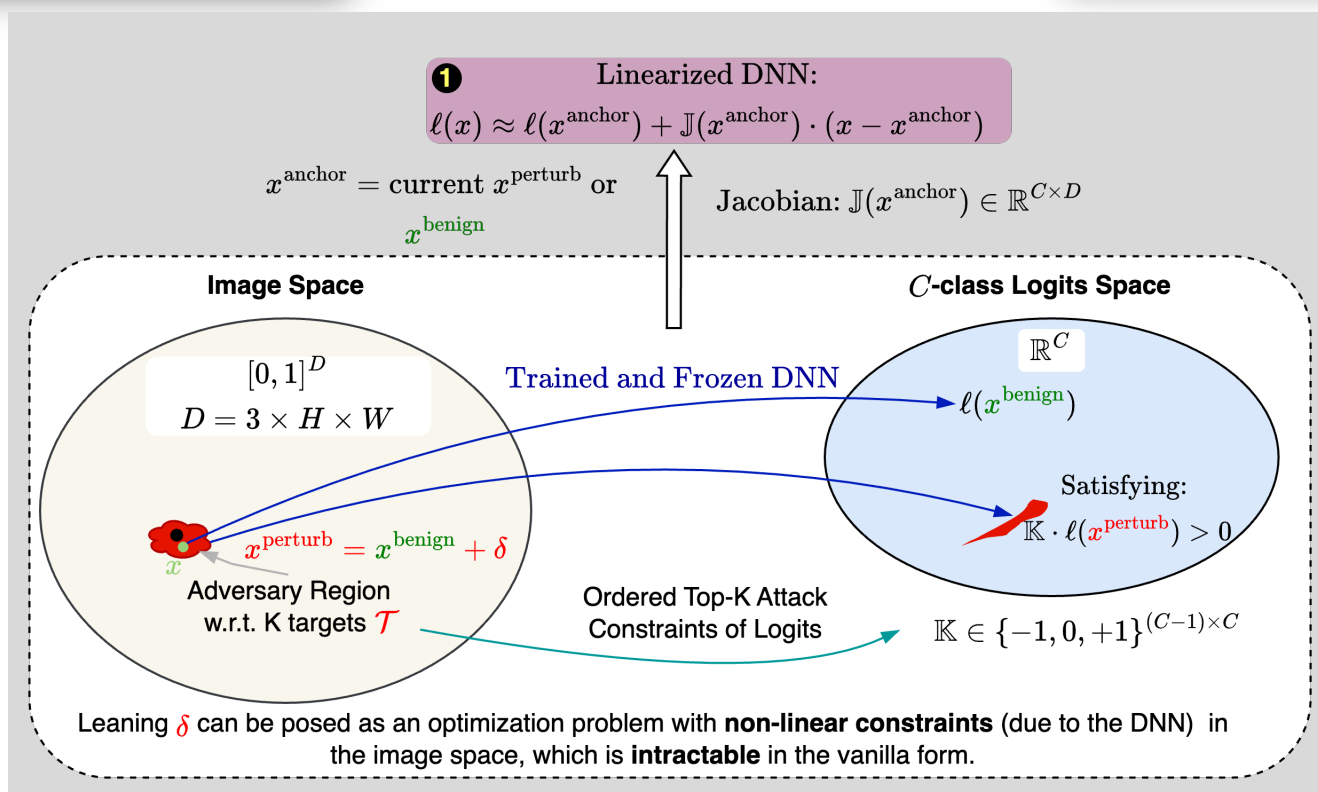 1
Linearized DNN:
ℓ(x) ≈ ℓ(x^anchor) + 𝕁(x^anchor) · (x − x^anchor)
x^anchor = current x^perturb or
x^benign
Jacobian: 𝕁(x^anchor) ∈ ℝ^{C×D}
Image Space
C-class Logits Space
[0, 1]^D
D = 3 × H × W
ℝ^C
Trained and Frozen DNN
ℓ(x^benign)
Satisfying:
𝕂 · ℓ(x^perturb) > 0
x^perturb = x^benign + δ
x
Adversary Region
w.r.t. K targets 𝒯
Ordered Top-K Attack
Constraints of Logits
𝕂 ∈ {−1, 0, +1}^{(C−1)×C}
Leaning δ can be posed as an optimization problem with non-linear constraints (due to the DNN) in
the image space, which is intractable in the vanilla form.